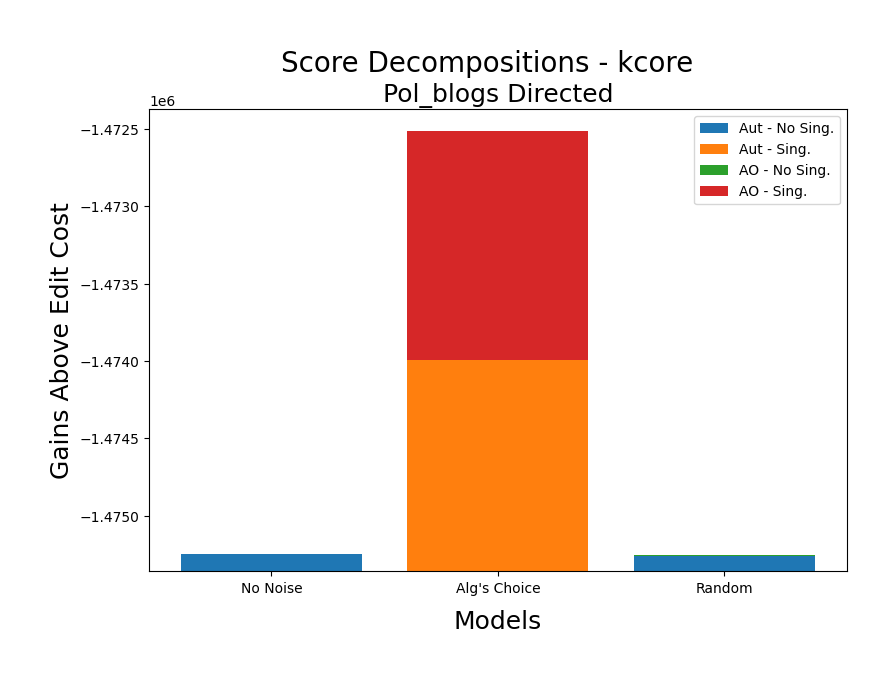 Score Decompositions - kcore
Pol_blogs Directed
1e6
Aut - No Sing.
Aut - Sing.
AO - No Sing.
AO - Sing.
Gains Above Edit Cost
−1.4725
−1.4730
−1.4735
−1.4740
−1.4745
−1.4750
No Noise
Alg's Choice
Random
Models